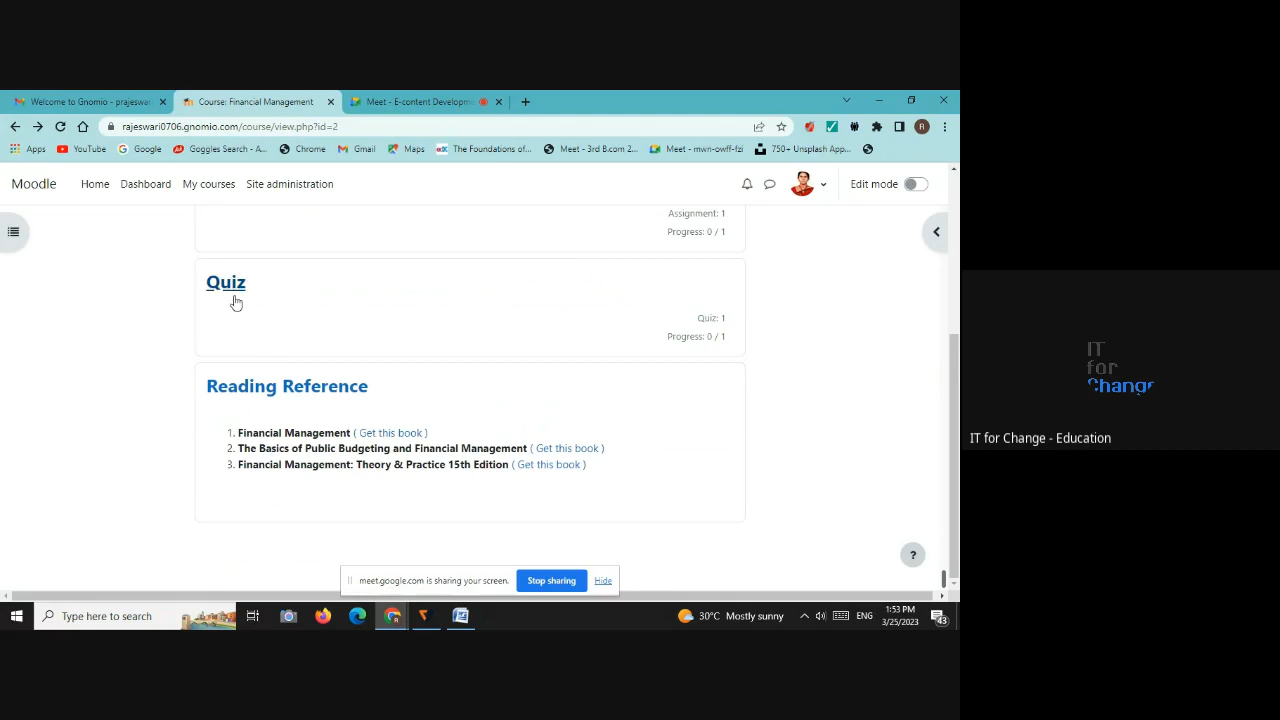 Welcome to Gnomio - prajeswari
Course: Financial Management
Meet - E-content Developm
rajeswari0706.gnomio.com/course/view.php?id=2
R
Apps YouTube Google Goggles Search - A... Chrome Gmail Maps The Foundations of... Meet - 3rd B.com 2... Meet - mwn-owff-fzi 750+ Unsplash App...
Moodle Home Dashboard My courses Site administration Edit mode
Assignment: 1
Progress: 0 / 1
Quiz
Quiz: 1
Progress: 0 / 1
Reading Reference
1. Financial Management ( Get this book )
2. The Basics of Public Budgeting and Financial Management ( Get this book )
3. Financial Management: Theory & Practice 15th Edition ( Get this book )
?
meet.google.com is sharing your screen. Stop sharing Hide
Type here to search
30°C Mostly sunny
ENG
1:53 PM
3/25/2023
43
IT
for
Change
IT for Change - Education